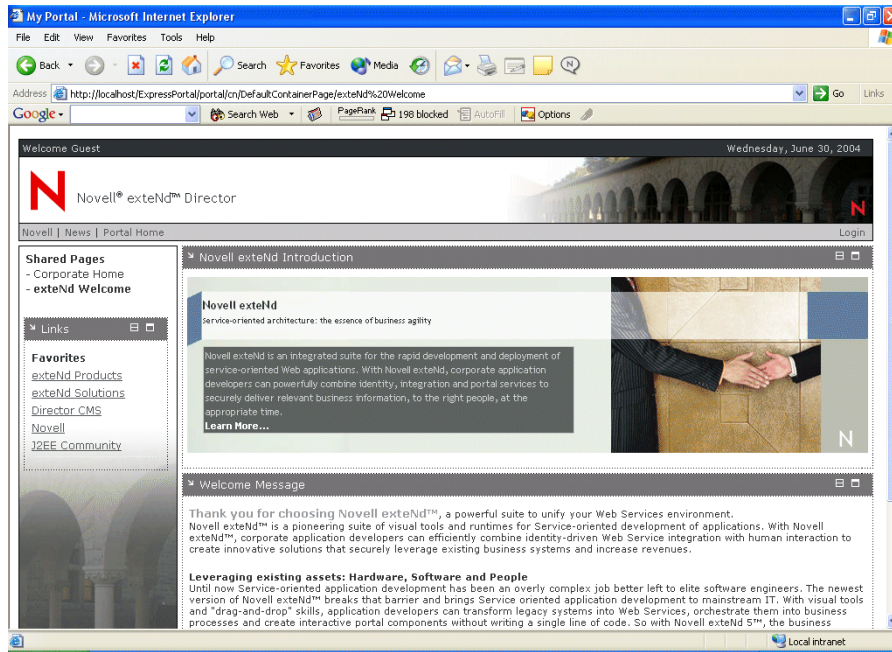 My Portal - Microsoft Internet Explorer
File Edit View Favorites Tools Help
Back Search Favorites Media
Address http://localhost/ExpressPortal/portal/cn/DefaultContainerPage/exteNd%20Welcome Go Links
Google Search Web PageRank 198 blocked AutoFill Options
Welcome Guest Wednesday, June 30, 2004
N Novell® exteNd™ Director N
Novell | News | Portal Home Login
Shared Pages
- Corporate Home
- exteNd Welcome
Links
Favorites
exteNd Products
exteNd Solutions
Director CMS
Novell
J2EE Community
Novell exteNd Introduction
Novell exteNd
Service-oriented architecture: the essence of business agility
Novell exteNd is an integrated suite for the rapid development and deployment of
service-oriented Web applications. With Novell exteNd, corporate application
developers can powerfully combine identity, integration and portal services to
securely deliver relevant business information, to the right people, at the
appropriate time.
Learn More...
N
Welcome Message
Thank you for choosing Novell exteNd™, a powerful suite to unify your Web Services environment.
Novell exteNd™ is a pioneering suite of visual tools and runtimes for Service-oriented development of applications. With Novell
exteNd™, corporate application developers can efficiently combine identity-driven Web Service integration with human interaction to
create innovative solutions that securely leverage existing business systems and increase revenues.
Leveraging existing assets: Hardware, Software and People
Until now Service-oriented application development has been an overly complex job better left to elite software engineers. The newest
version of Novell exteNd™ breaks that barrier and brings Service oriented application development to mainstream IT. With visual tools
and "drag-and-drop" skills, application developers can transform legacy systems into Web Services, orchestrate them into business
processes and create interactive portal components without writing a single line of code. So with Novell exteNd 5™, the business
Local intranet